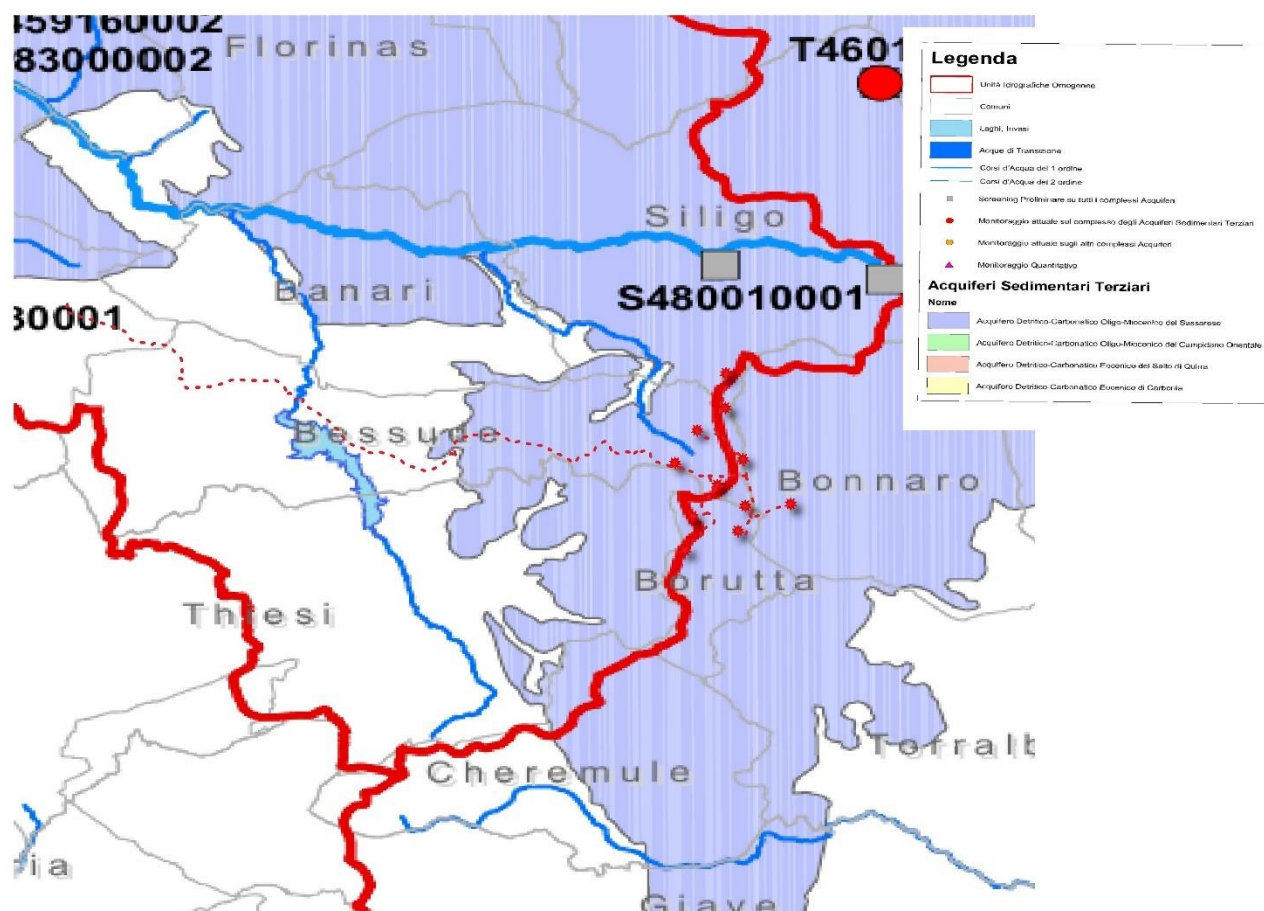 459160002
83000002
Florinas
T4601
Siligo
Banari
S480010001
30001
Bessude
Bonnaro
Borutta
Thiesi
Torralb
Cheremule
ria
Giave
Legenda
Unità Idrografiche Omogenee
Comuni
Laghi, Invasi
Acque di Transizione
Corsi d'Acqua del 1 ordine
Corsi d'Acqua del 2 ordine
Screening Preliminare su tutti i complessi Acquiferi
Monitoraggio attuale sul complesso degli Acquiferi Sedimentari Terziari
Monitoraggio attuale sugli altri complessi Acquiferi
Monitoraggio Quantitativo
Acquiferi Sedimentari Terziari
Nome
Acquifero Detritico-Carbonatico Oligo-Miocenico del Sassarese
Acquifero Detritico-Carbonatico Oligo-Miocenico del Campidano Orientale
Acquifero Detritico-Carbonatico Eocenico del Salto di Quirra
Acquifero Detritico-Carbonatico Eocenico di Carbonia